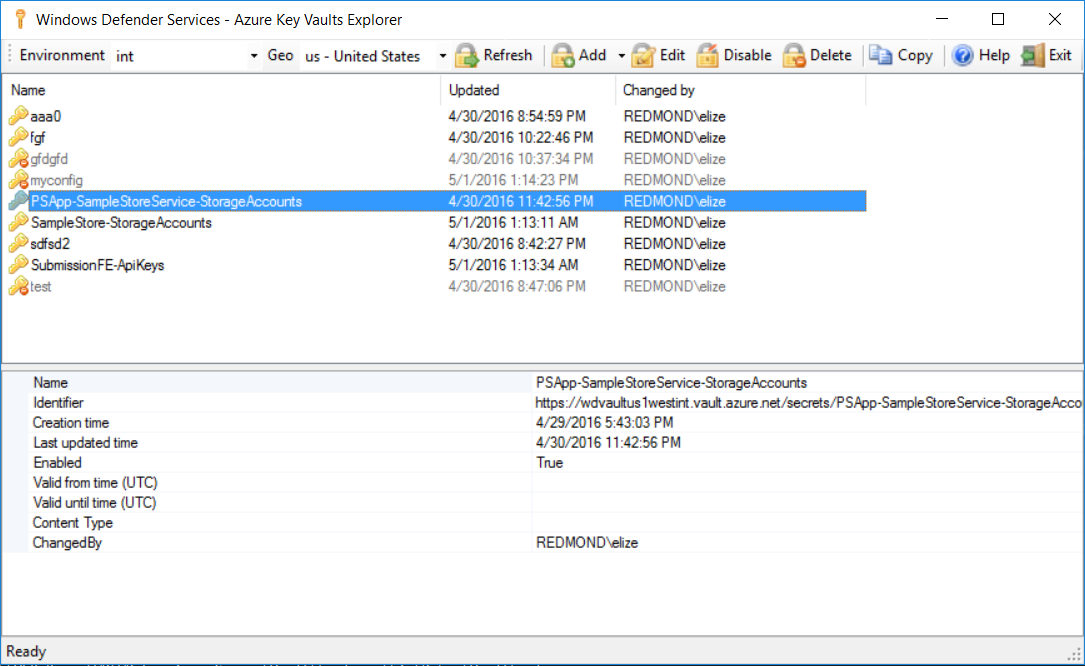 Windows Defender Services - Azure Key Vaults Explorer
Environment int Geo us - United States Refresh Add Edit Disable Delete Copy Help Exit
Name Updated Changed by
aaa0 4/30/2016 8:54:59 PM REDMOND\elize
fgf 4/30/2016 10:22:46 PM REDMOND\elize
gfdgfd 4/30/2016 10:37:34 PM REDMOND\elize
myconfig 5/1/2016 1:14:23 PM REDMOND\elize
PSApp-SampleStoreService-StorageAccounts 4/30/2016 11:42:56 PM REDMOND\elize
SampleStore-StorageAccounts 5/1/2016 1:13:11 AM REDMOND\elize
sdfsd2 4/30/2016 8:42:27 PM REDMOND\elize
SubmissionFE-ApiKeys 5/1/2016 1:13:34 AM REDMOND\elize
test 4/30/2016 8:47:06 PM REDMOND\elize
Name PSApp-SampleStoreService-StorageAccounts
Identifier https://wdvaultus1westint.vault.azure.net/secrets/PSApp-SampleStoreService-StorageAccou
Creation time 4/29/2016 5:43:03 PM
Last updated time 4/30/2016 11:42:56 PM
Enabled True
Valid from time (UTC)
Valid until time (UTC)
Content Type
ChangedBy REDMOND\elize
Ready